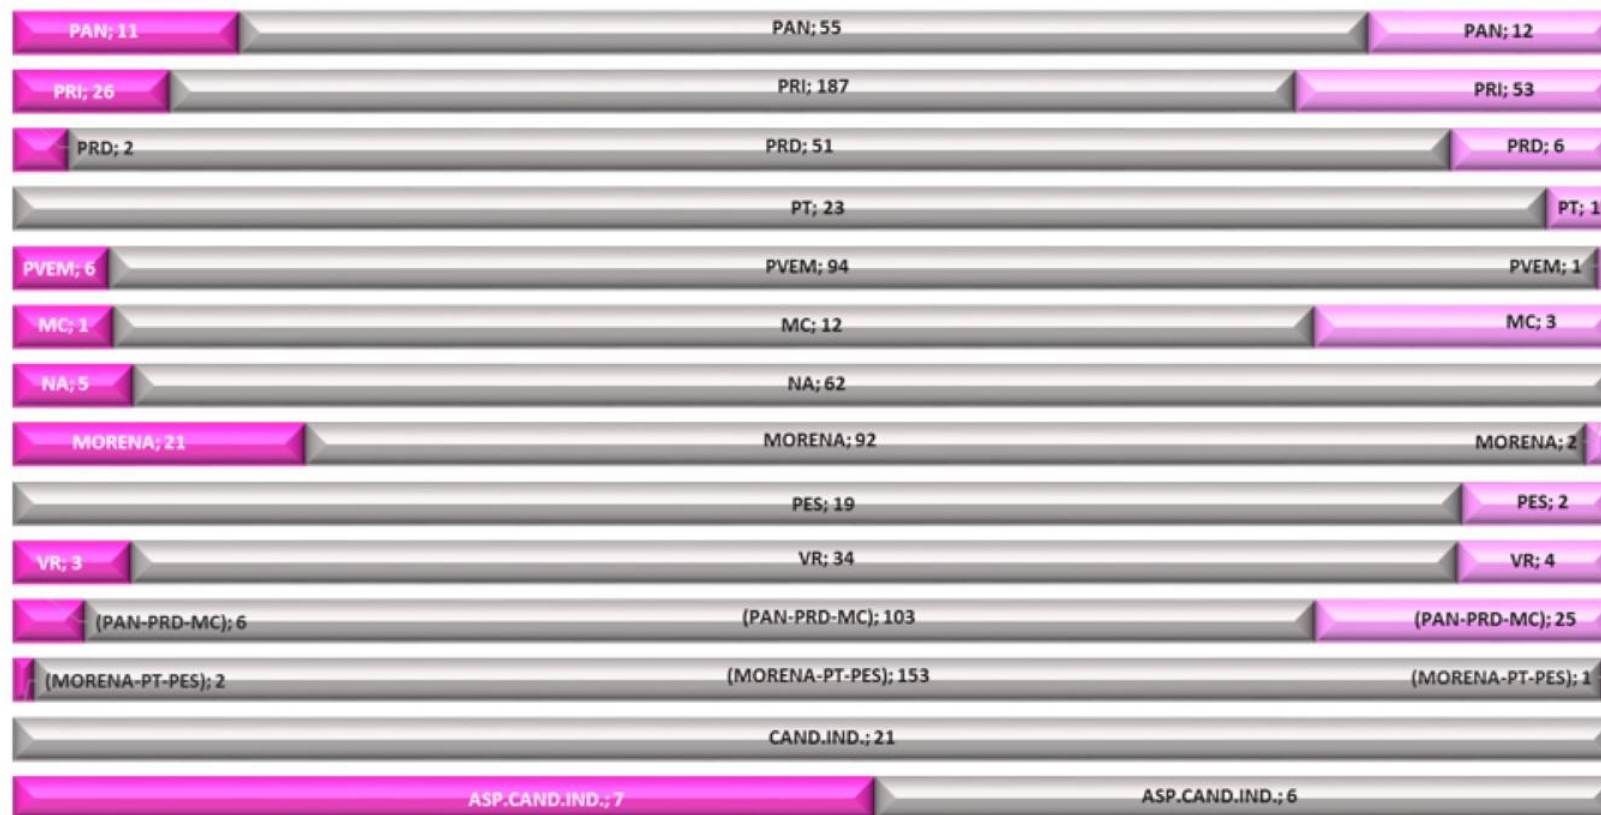 PAN; 11 PAN; 55 PAN; 12
PRI; 26 PRI; 187 PRI; 53
PRD; 2 PRD; 51 PRD; 6
PT; 23 PT; 1
PVEM; 6 PVEM; 94 PVEM; 1
MC; 1 MC; 12 MC; 3
NA; 5 NA; 62
MORENA; 21 MORENA; 92 MORENA; 2
PES; 19 PES; 2
VR; 3 VR; 34 VR; 4
(PAN-PRD-MC); 6 (PAN-PRD-MC); 103 (PAN-PRD-MC); 25
(MORENA-PT-PES); 2 (MORENA-PT-PES); 153 (MORENA-PT-PES); 1
CAND.IND.; 21
ASP.CAND.IND.; 7 ASP.CAND.IND.; 6